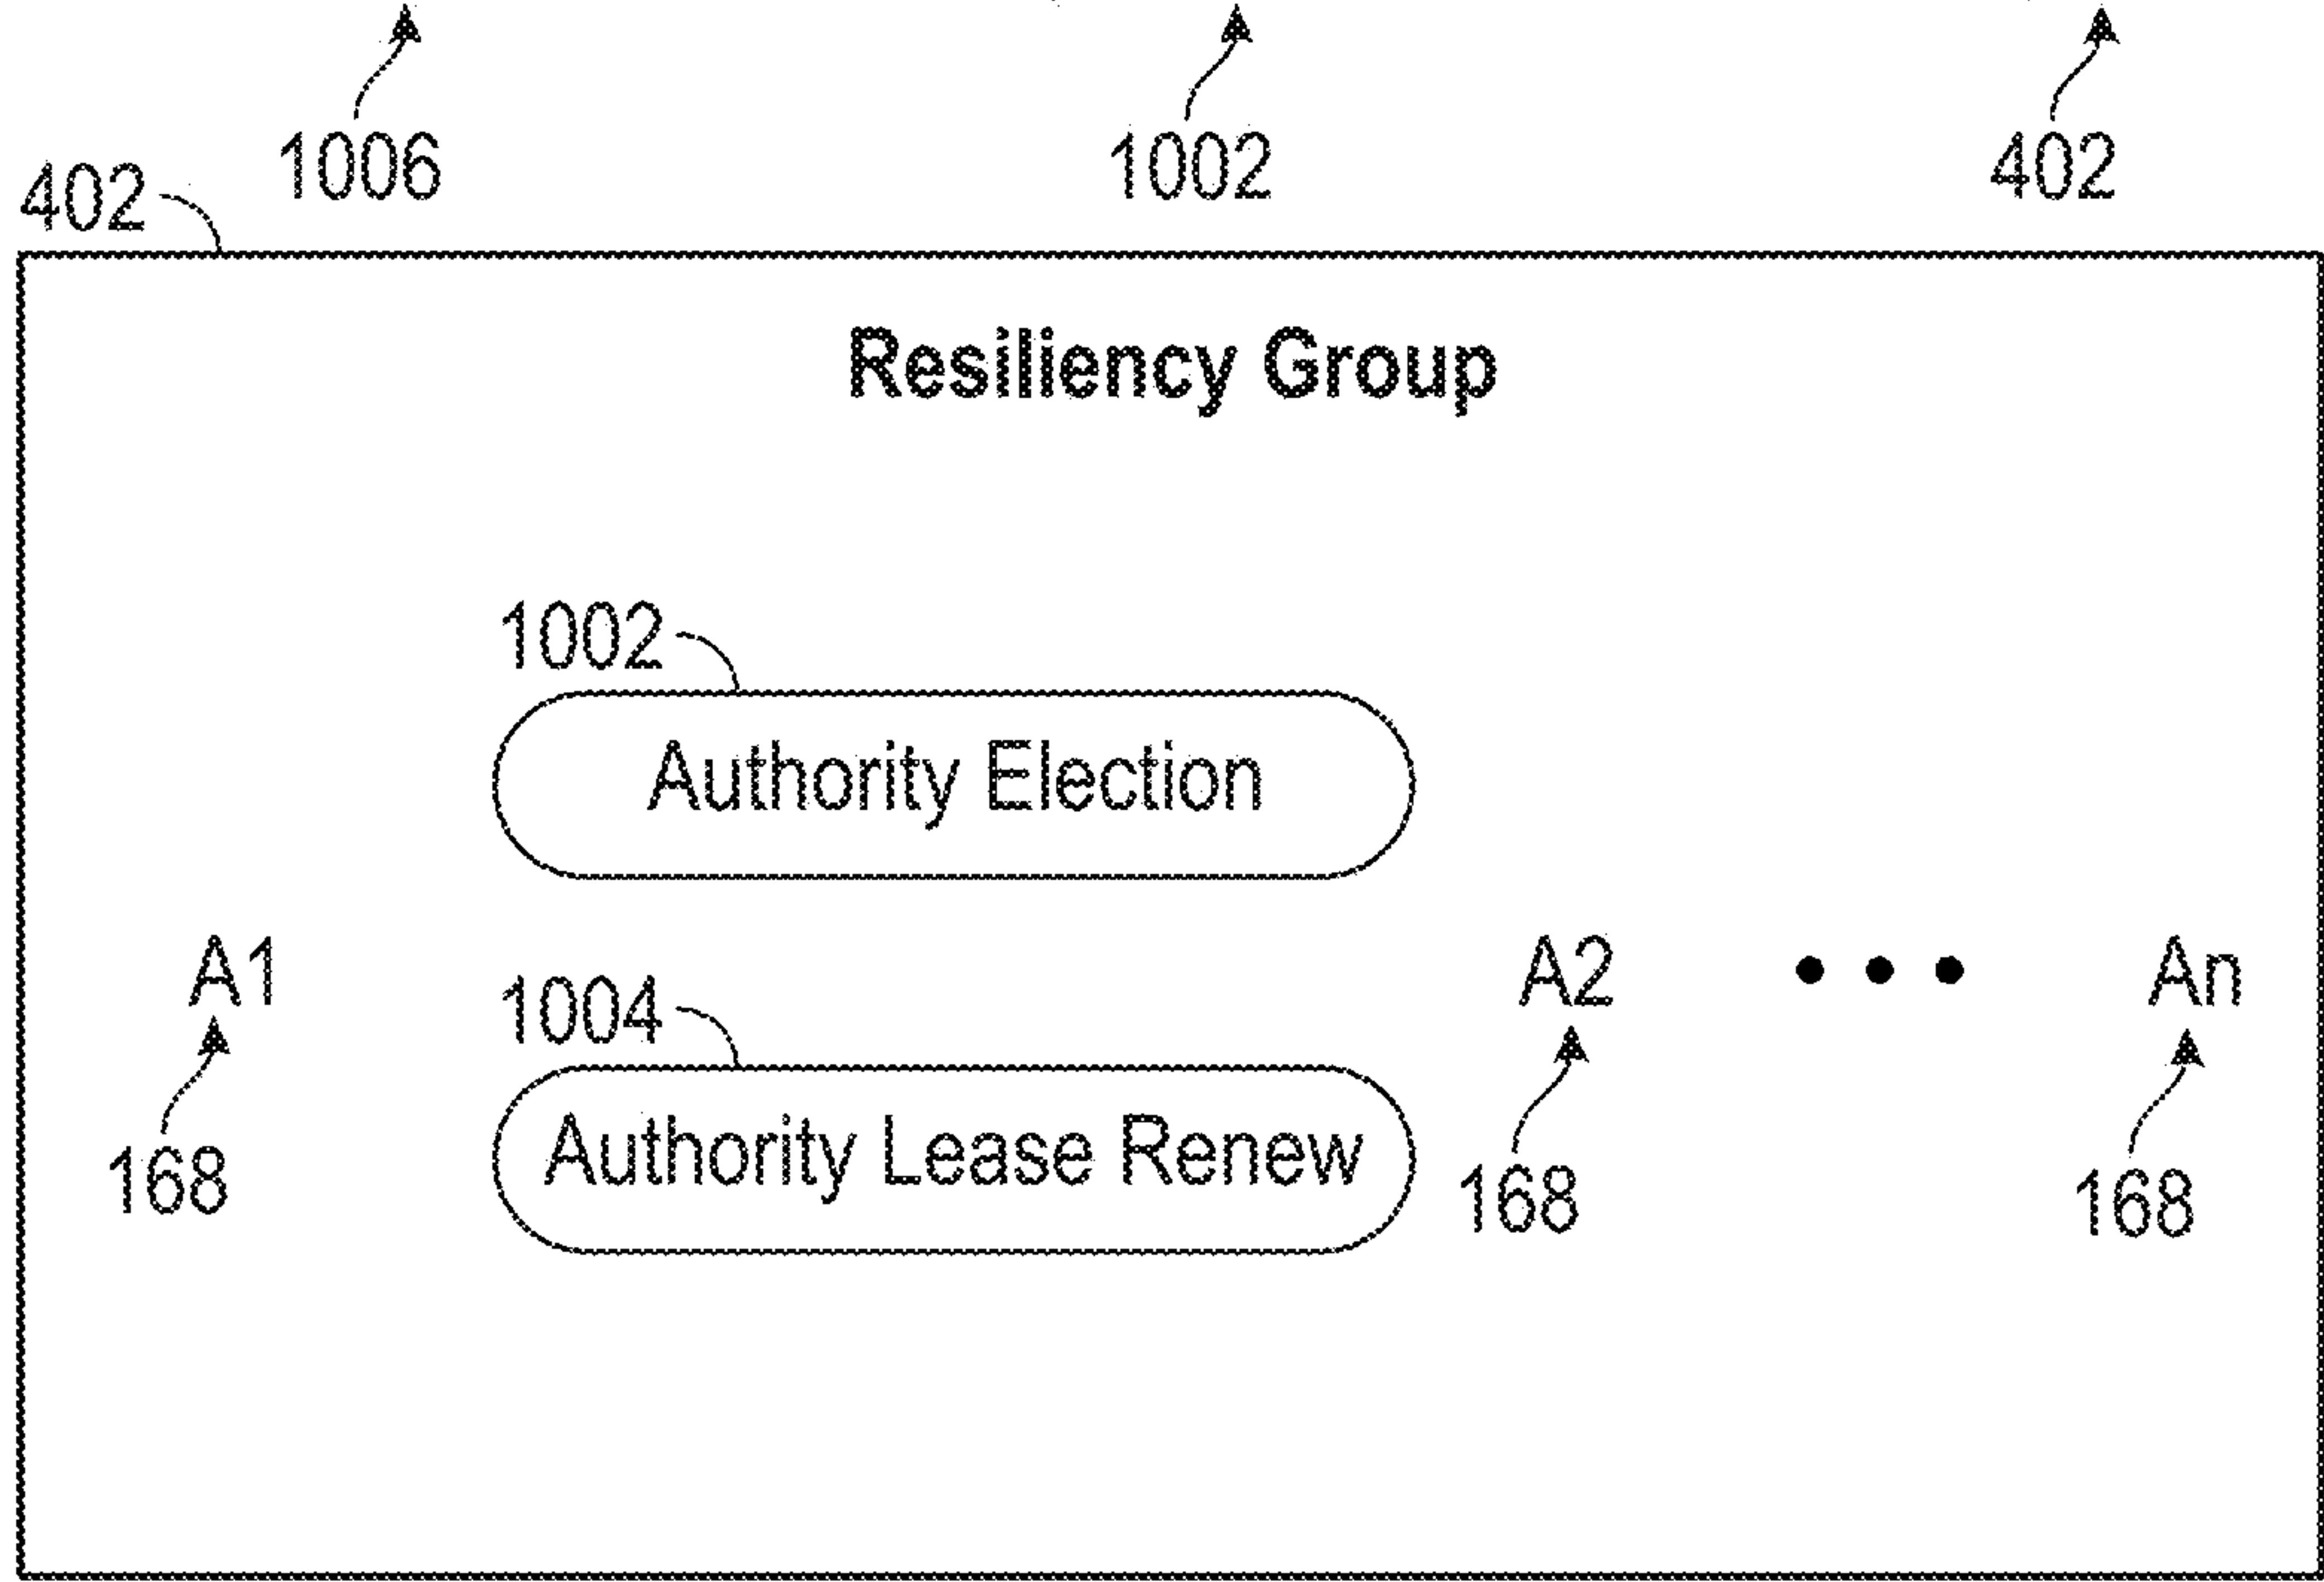 1006 1002 402
402
Resiliency Group
1002
Authority Election
A1 A2 An
1004
Authority Lease Renew
168 168 168